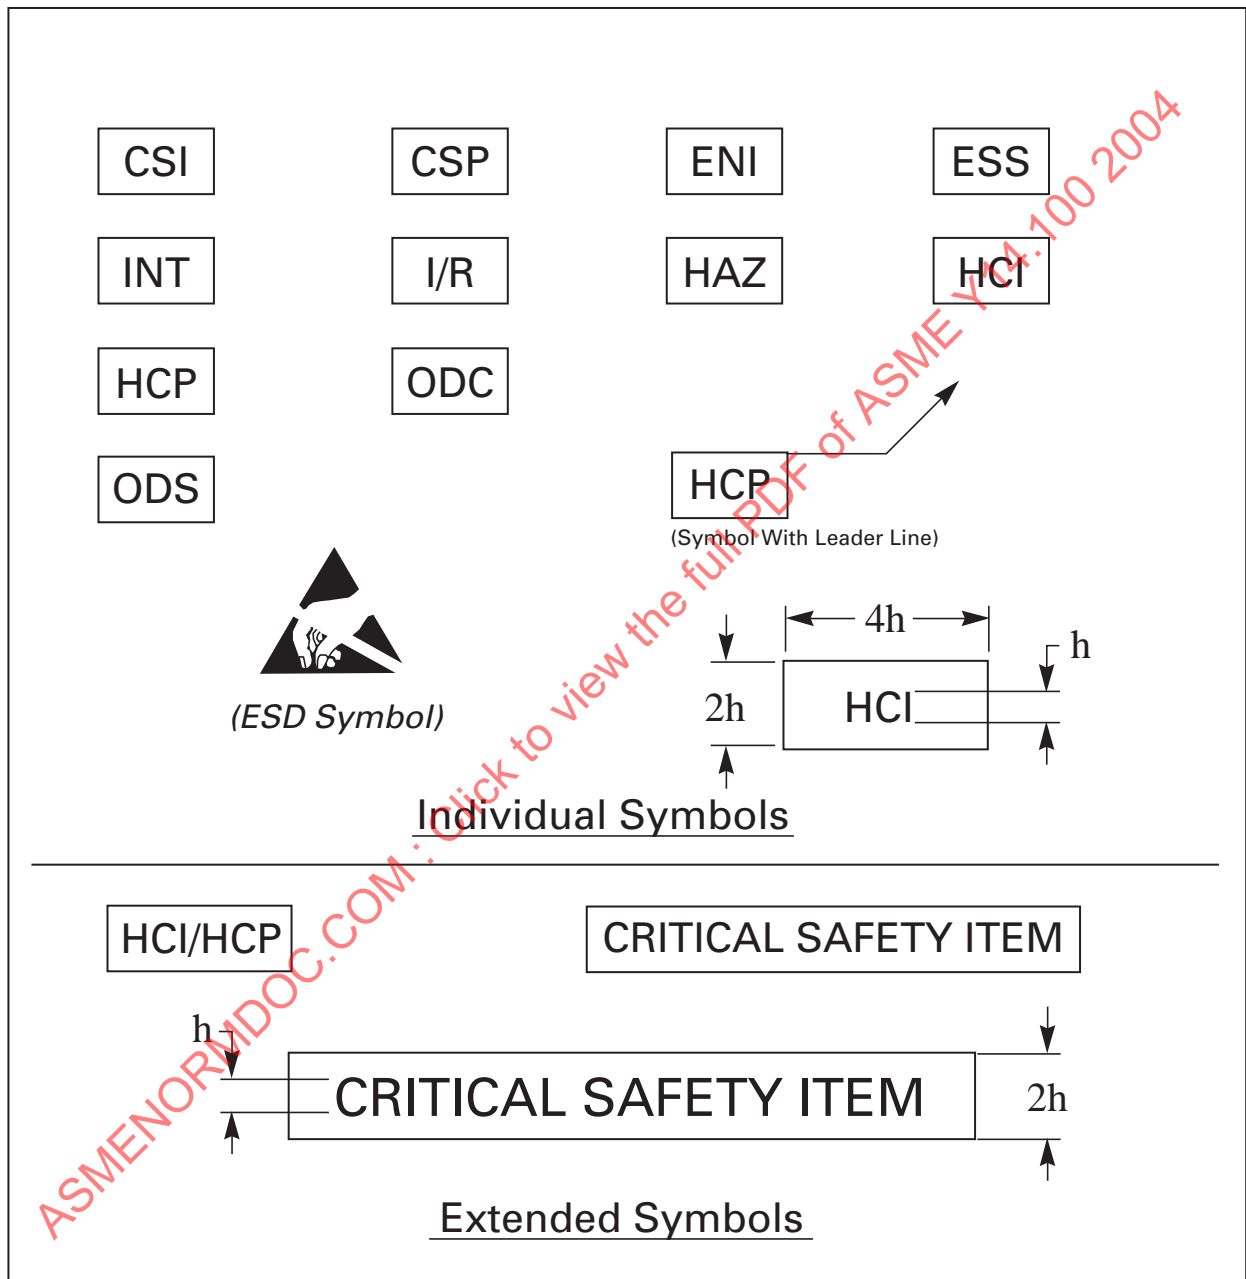 CSI CSP ENI ESS
INT I/R HAZ HCI
HCP ODC
ODS HCP
(Symbol With Leader Line)
(ESD Symbol)
4h
h
2h HCI
Individual Symbols
HCI/HCP CRITICAL SAFETY ITEM
h
CRITICAL SAFETY ITEM 2h
Extended Symbols
ASMENORMDOC.COM : Click to view the full PDF of ASME Y14.100 2004